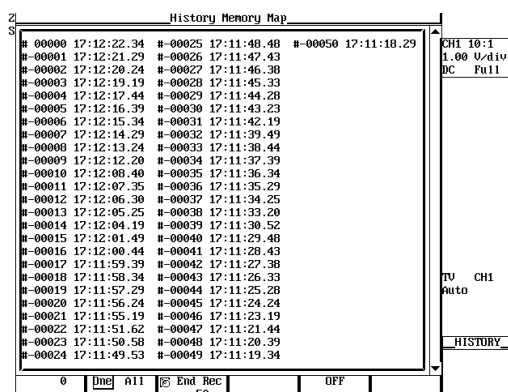 2
S
History Memory Map
# 00000 17:12:22.34 #-00025 17:11:48.48 #-00050 17:11:18.29
#-00001 17:12:21.29 #-00026 17:11:47.43
#-00002 17:12:20.24 #-00027 17:11:46.38
#-00003 17:12:19.19 #-00028 17:11:45.33
#-00004 17:12:17.44 #-00029 17:11:44.28
#-00005 17:12:16.39 #-00030 17:11:43.23
#-00006 17:12:15.34 #-00031 17:11:42.19
#-00007 17:12:14.29 #-00032 17:11:39.49
#-00008 17:12:13.24 #-00033 17:11:38.44
#-00009 17:12:12.20 #-00034 17:11:37.39
#-00010 17:12:08.40 #-00035 17:11:36.34
#-00011 17:12:07.35 #-00036 17:11:35.29
#-00012 17:12:06.30 #-00037 17:11:34.25
#-00013 17:12:05.25 #-00038 17:11:33.20
#-00014 17:12:04.19 #-00039 17:11:30.52
#-00015 17:12:01.49 #-00040 17:11:29.48
#-00016 17:12:00.44 #-00041 17:11:28.43
#-00017 17:11:59.39 #-00042 17:11:27.38
#-00018 17:11:58.34 #-00043 17:11:26.33
#-00019 17:11:57.29 #-00044 17:11:25.28
#-00020 17:11:56.24 #-00045 17:11:24.24
#-00021 17:11:55.19 #-00046 17:11:23.19
#-00022 17:11:51.62 #-00047 17:11:21.44
#-00023 17:11:50.58 #-00048 17:11:20.39
#-00024 17:11:49.53 #-00049 17:11:19.34
CH1 10:1
1.00 V/div
DC Full
TV CH1
Auto
HISTORY
0 One All End Rec OFF